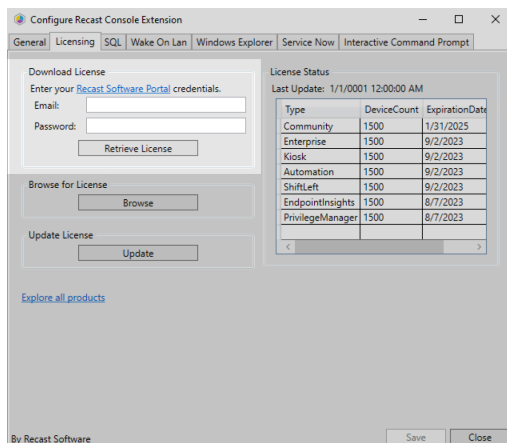 Configure Recast Console Extension
General Licensing SQL Wake On Lan Windows Explorer Service Now Interactive Command Prompt
Download License
Enter your Recast Software Portal credentials.
Email:
Password:
Retrieve License
Browse for License
Browse
Update License
Update
Explore all products
License Status
Last Update: 1/1/0001 12:00:00 AM
Type DeviceCount ExpirationDate
Community 1500 1/31/2025
Enterprise 1500 9/2/2023
Kiosk 1500 9/2/2023
Automation 1500 9/2/2023
ShiftLeft 1500 9/2/2023
EndpointInsights 1500 8/7/2023
PrivilegeManager 1500 8/7/2023
By Recast Software
Save Close